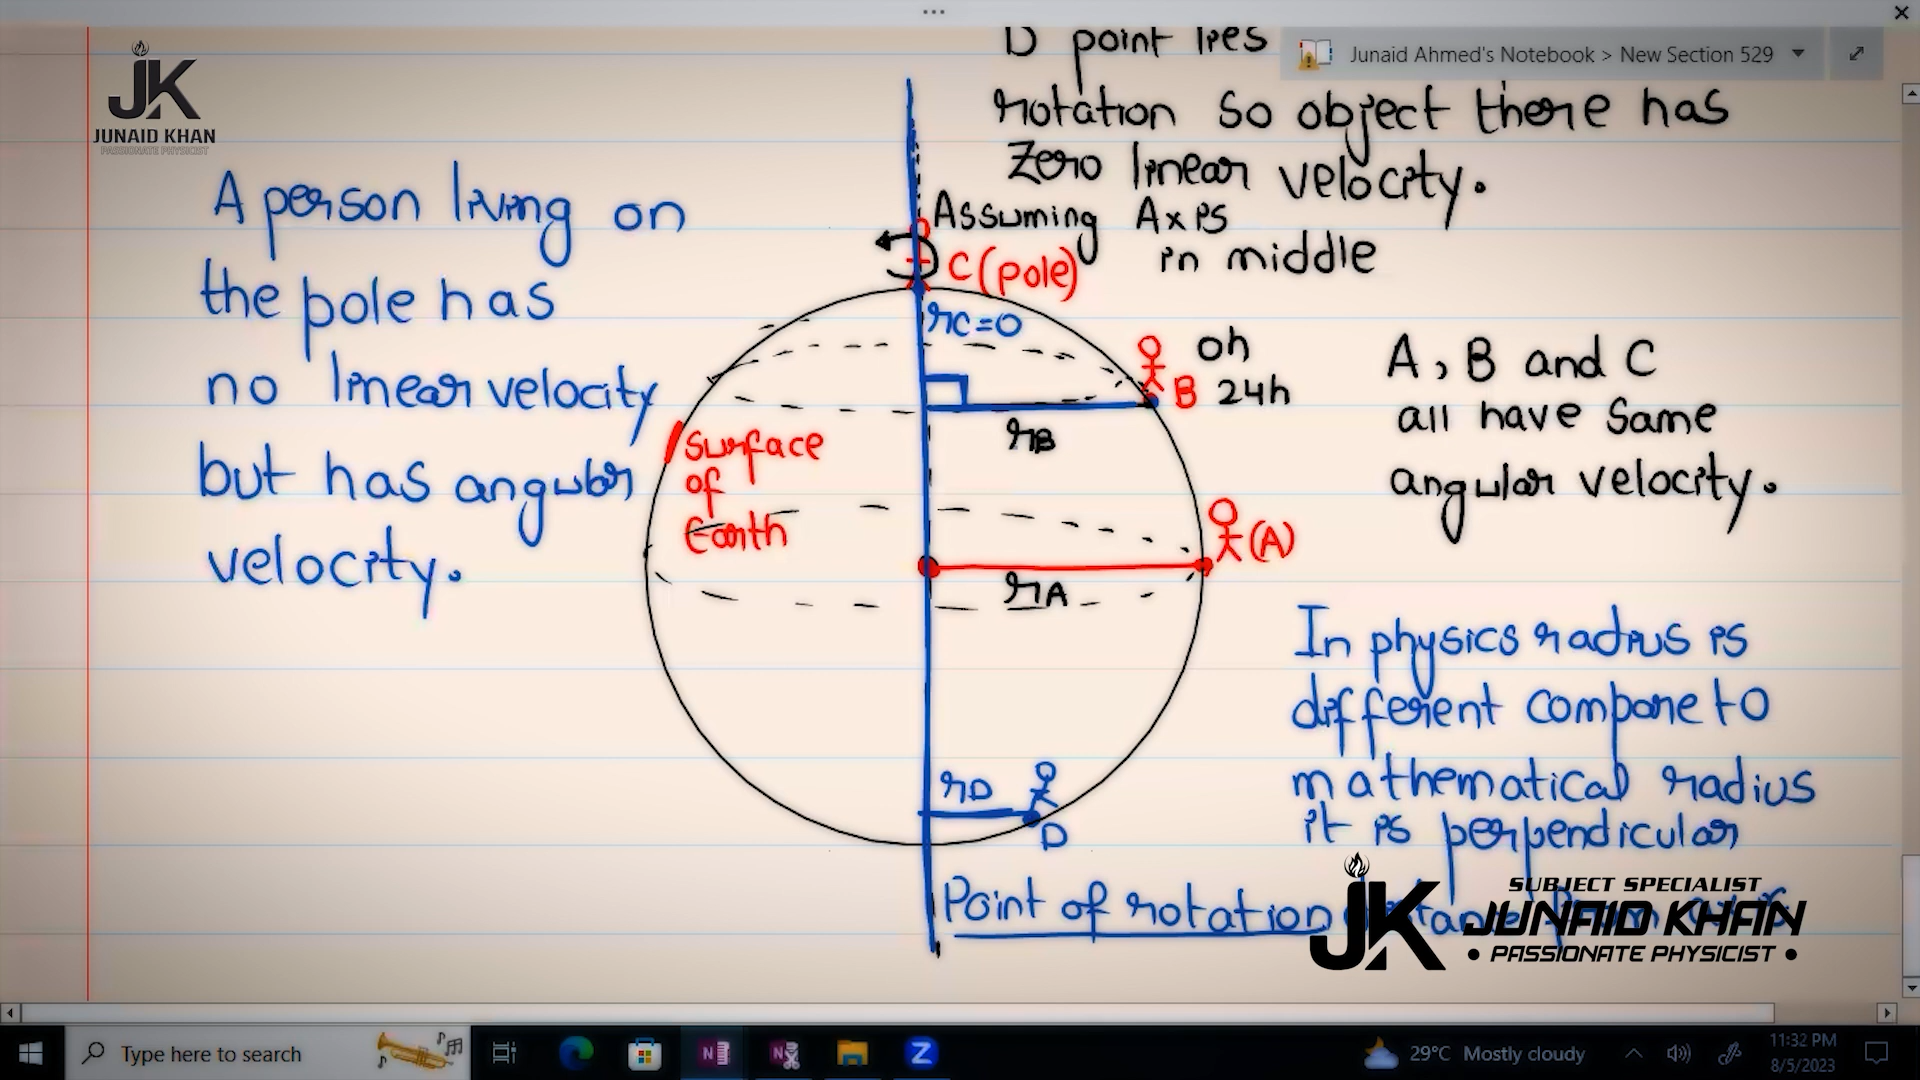 Junaid Ahmed's Notebook > New Section 529
JK
JUNAID KHAN
PASSIONATE PHYSICIST
D point lies
rotation so object there has
Zero linear velocity.
Assuming Axis
in middle
C (pole)
rC=0
A person living on
the pole has
no linear velocity
but has angular
velocity.
Surface
of
Earth
0h
B 24h
rB
A, B and C
all have same
angular velocity.
(A)
rA
In physics radius is
different compare to
mathematical radius
it is perpendicular
rD
D
Point of rotation
from
JK
SUBJECT SPECIALIST
JUNAID KHAN
• PASSIONATE PHYSICIST •
Type here to search
29°C Mostly cloudy
11:32 PM
8/5/2023